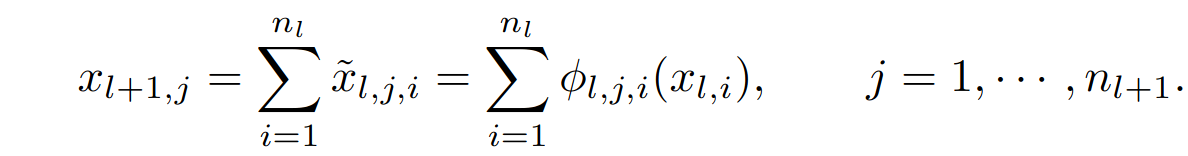 $x_{l+1,j} = \sum_{i=1}^{n_l} \tilde{x}_{l,j,i} = \sum_{i=1}^{n_l} \phi_{l,j,i}(x_{l,i}), \qquad j = 1, \cdots, n_{l+1}.$